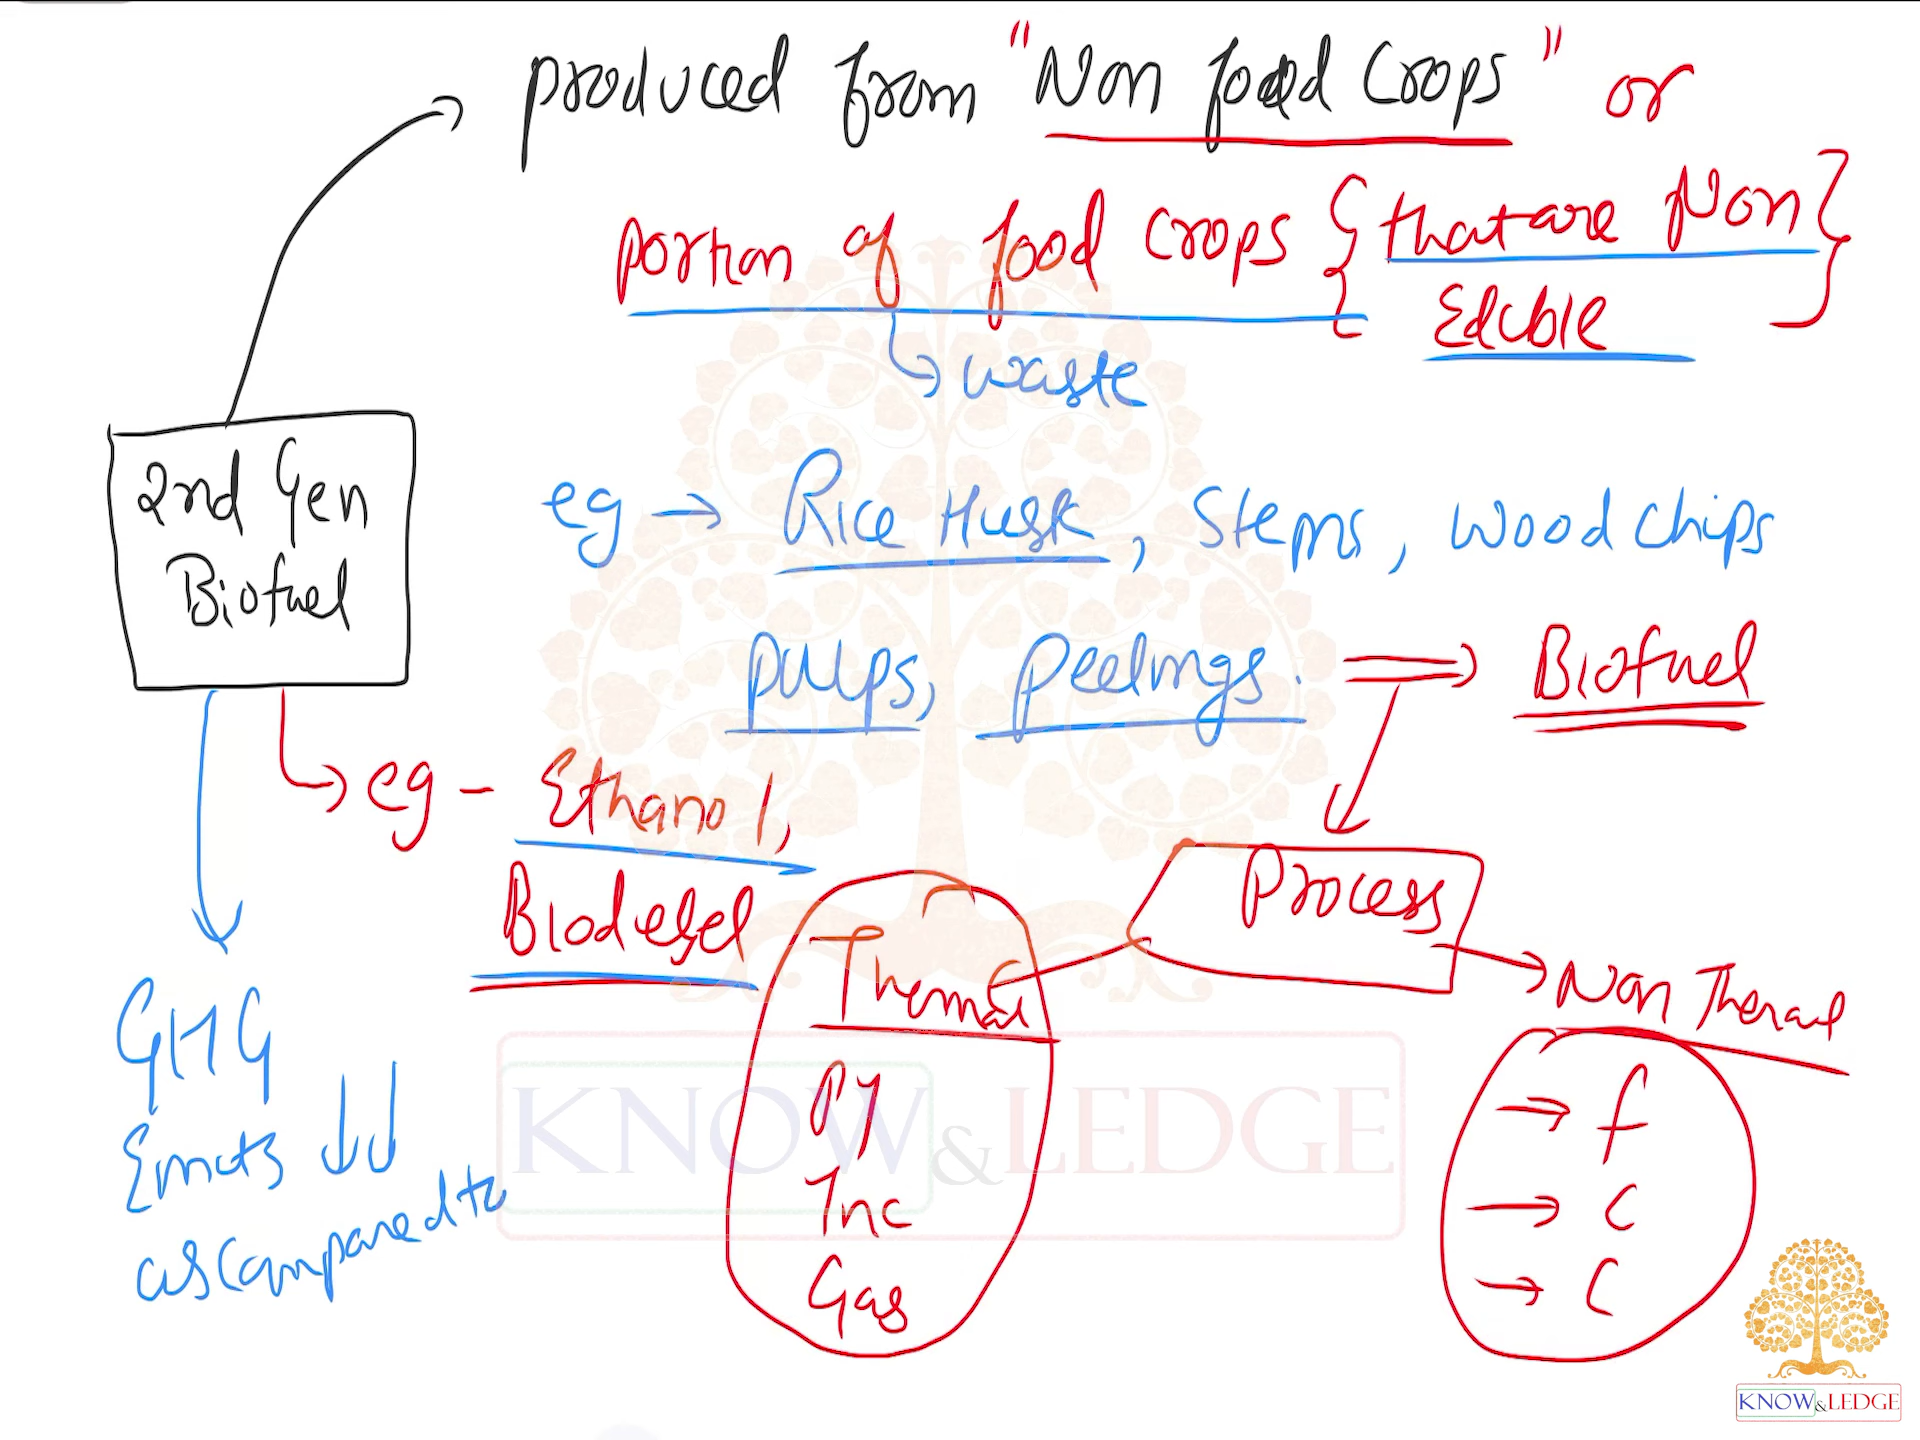 produced from "Non food Crops" or
portion of food crops { that are Non
Edible }
waste
2nd Gen
Biofuel
eg → Rice Husk, Stems, Wood chips
pulps, peelings. ⇒ Biofuel
eg - Ethanol,
Biodiesel
Process
Thermal
Py
Inc
Gas
Non Thermal
→ f
→ C
→ C
GHG
Emits ↓↓
as compared to
KNOW&LEDGE
KNOW&LEDGE